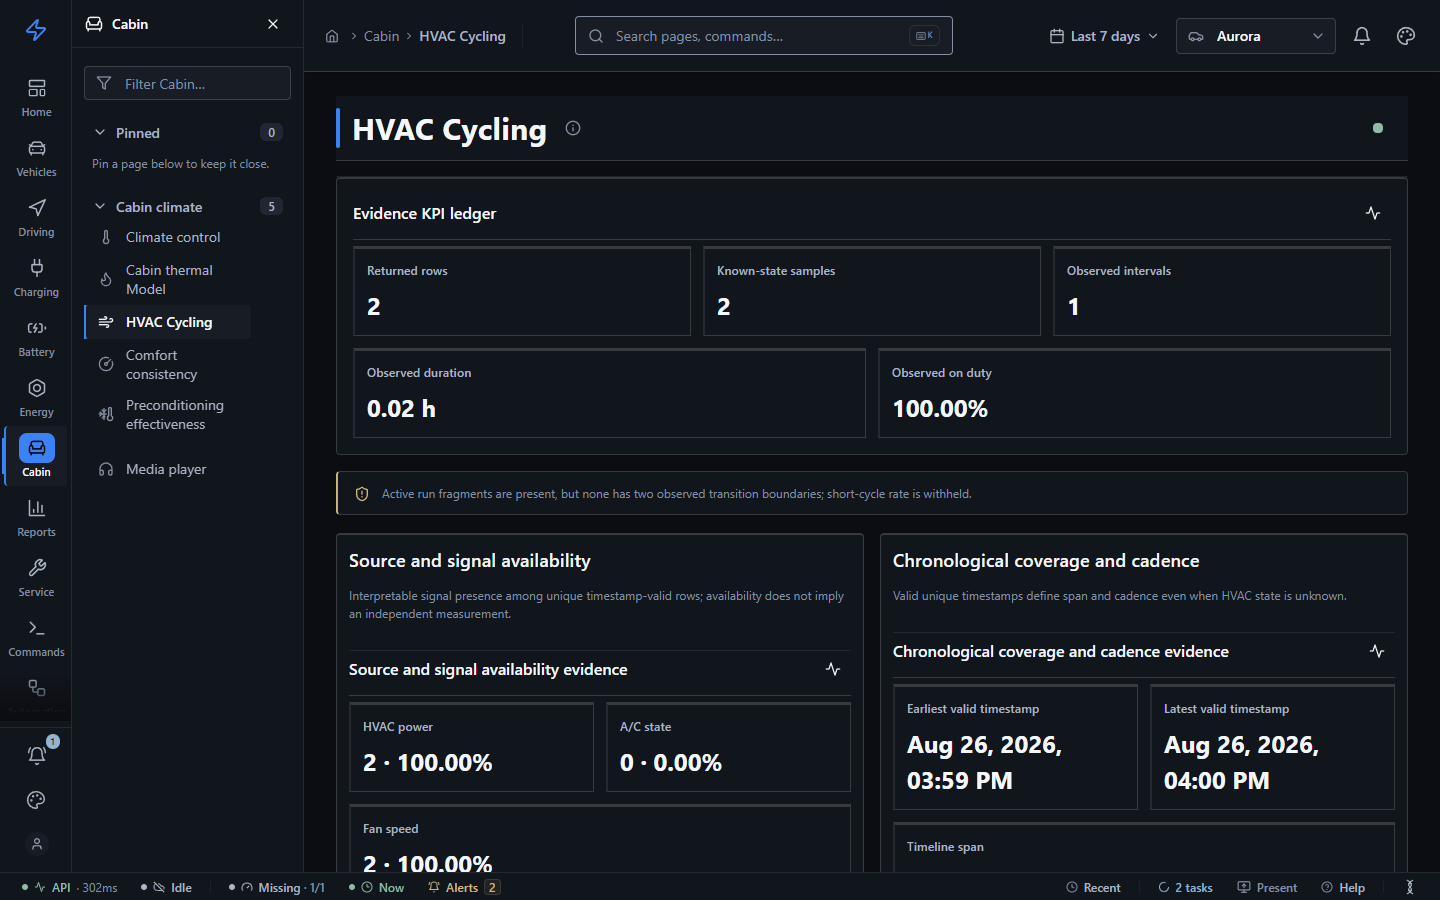 Cabin
Cabin
HVAC Cycling
Search pages, commands...
K
Last 7 days
Aurora
Home
Vehicles
Driving
Charging
Battery
Energy
Cabin
Reports
Service
Commands
1
Filter Cabin...
Pinned
0
Pin a page below to keep it close.
Cabin climate
5
Climate control
Cabin thermal
Model
HVAC Cycling
Comfort
consistency
Preconditioning
effectiveness
Media player
HVAC Cycling
Evidence KPI ledger
Returned rows
2
Known-state samples
2
Observed intervals
1
Observed duration
0.02 h
Observed on duty
100.00%
Active run fragments are present, but none has two observed transition boundaries; short-cycle rate is withheld.
Source and signal availability
Interpretable signal presence among unique timestamp-valid rows; availability does not imply
an independent measurement.
Source and signal availability evidence
HVAC power
2 · 100.00%
A/C state
0 · 0.00%
Fan speed
2 · 100.00%
Chronological coverage and cadence
Valid unique timestamps define span and cadence even when HVAC state is unknown.
Chronological coverage and cadence evidence
Earliest valid timestamp
Aug 26, 2026,
03:59 PM
Latest valid timestamp
Aug 26, 2026,
04:00 PM
Timeline span
API · 302ms
Idle
Missing · 1/1
Now
Alerts 2
Recent
2 tasks
Present
Help